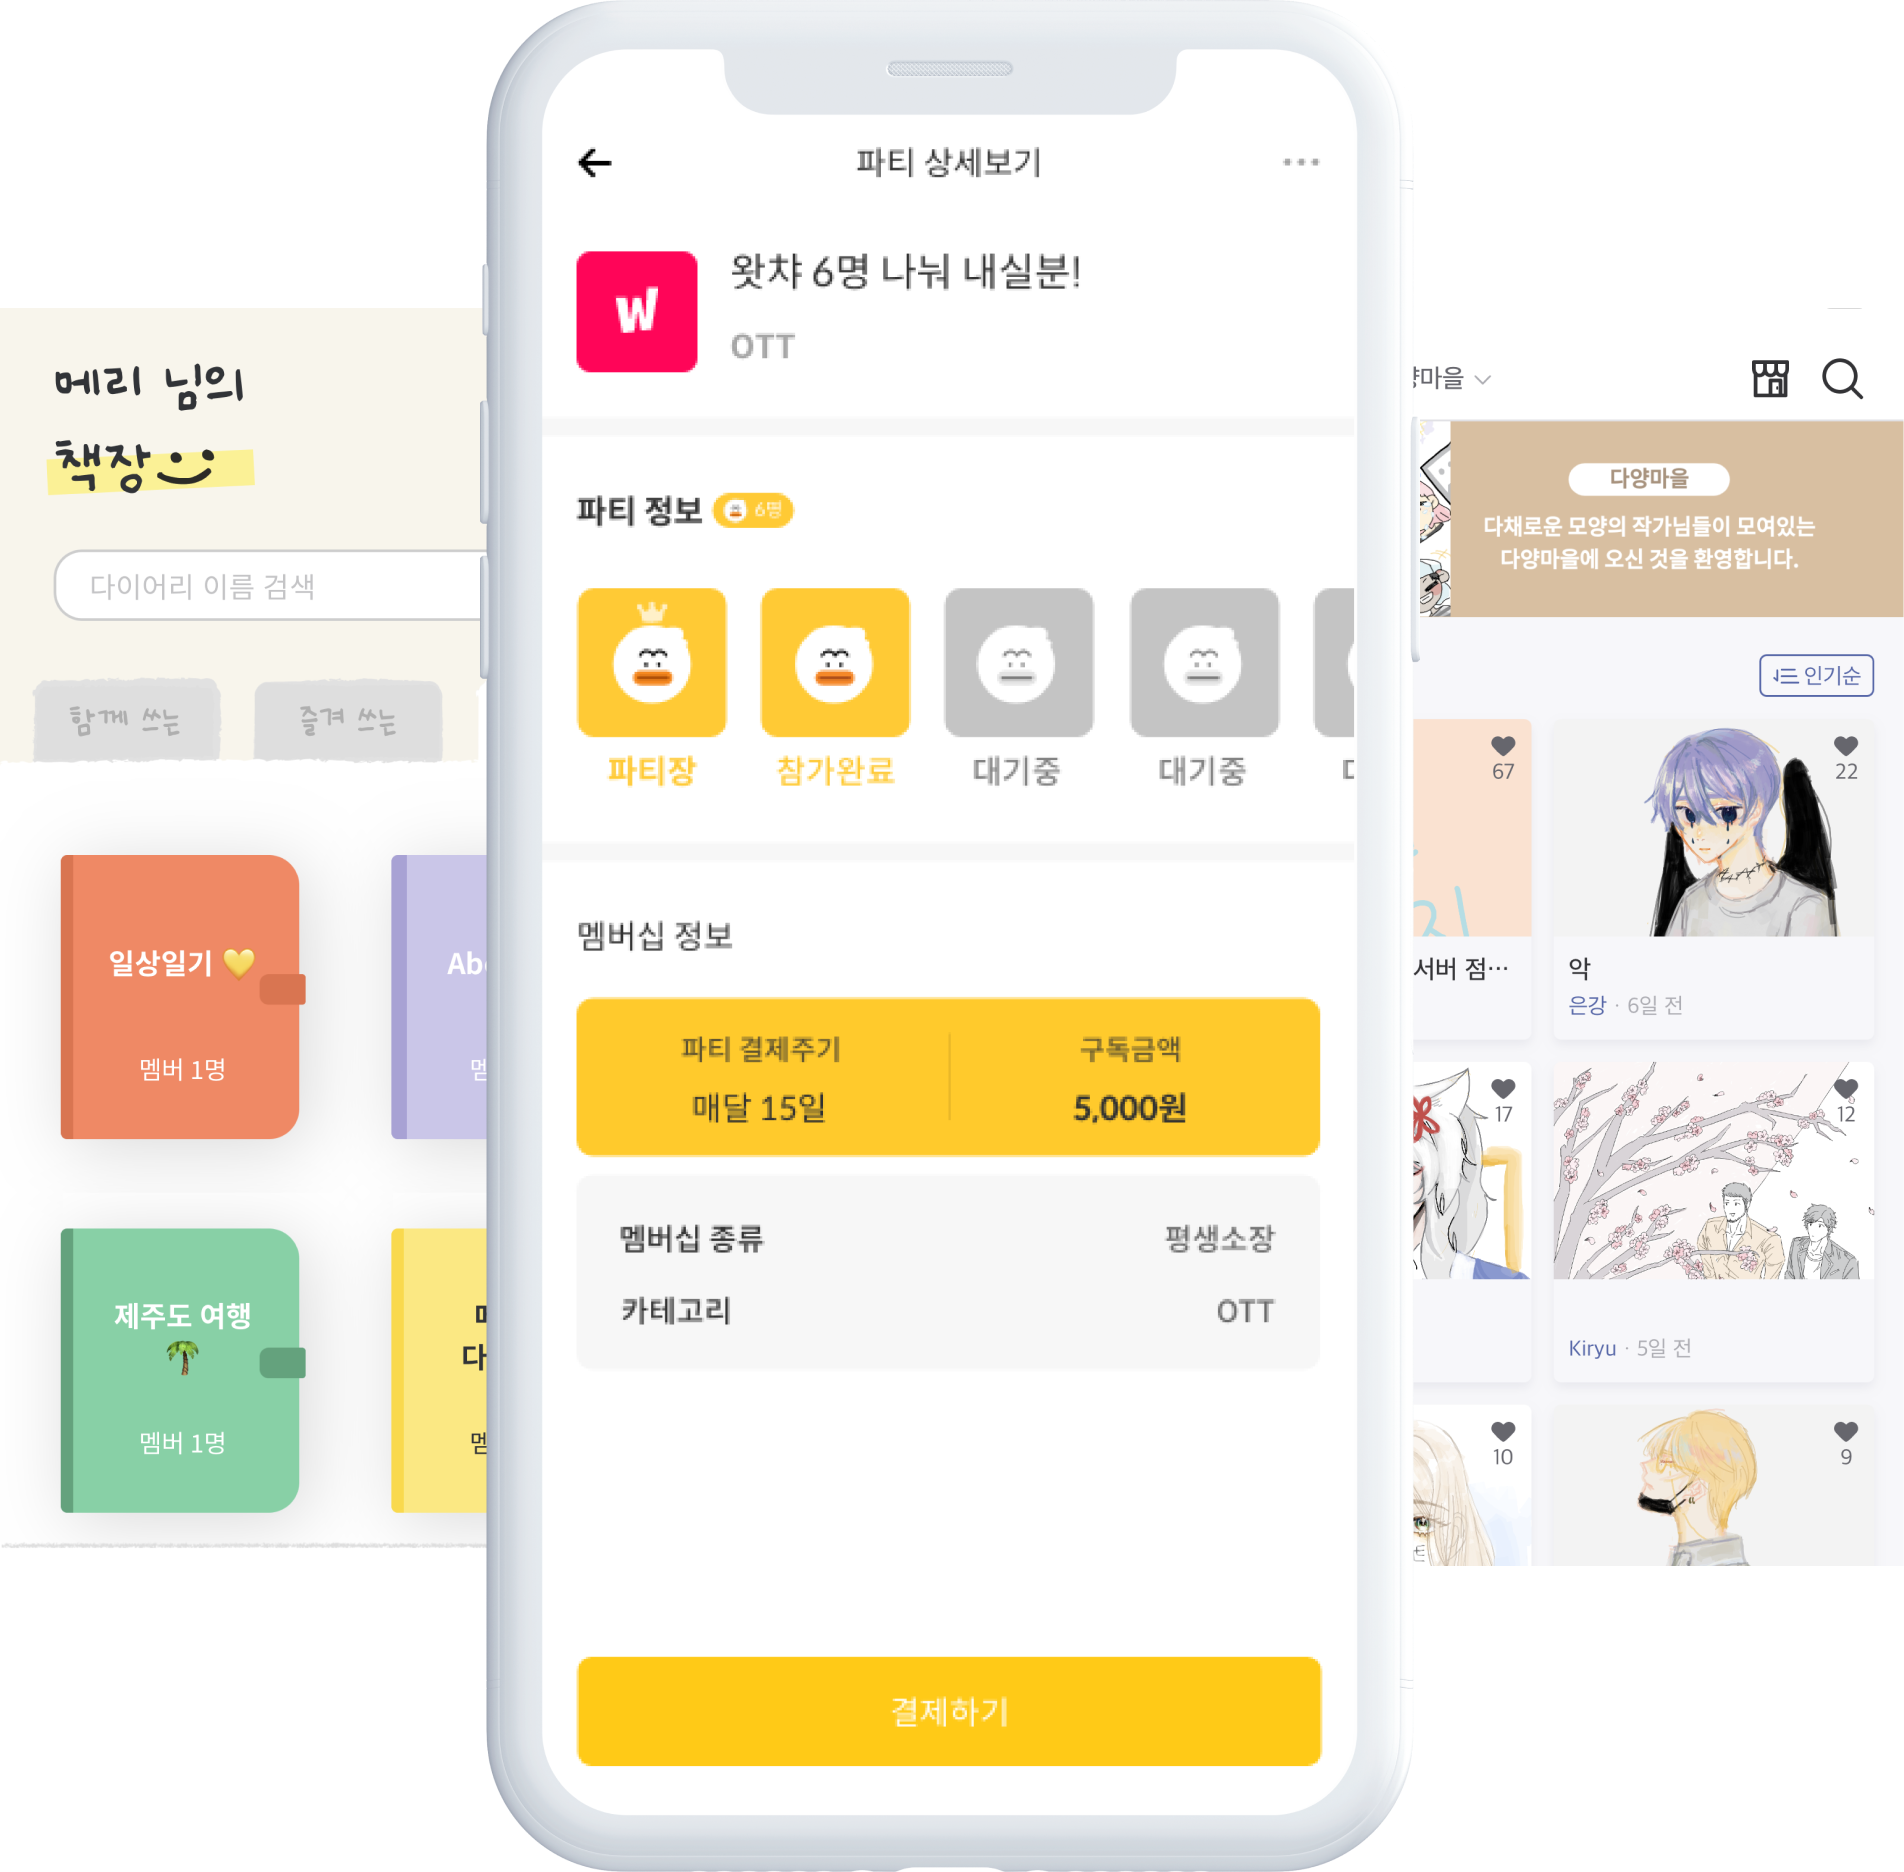 메리 님의
책장
다이어리 이름 검색
함께 쓰는
즐겨 쓰는
일상일기 💛
멤버 1명
제주도 여행
🌴
멤버 1명
파티 상세보기
W
왓챠 6명 나눠 내실분!
OTT
파티 정보
6명
파티장
참가완료
대기중
대기중
멤버십 정보
파티 결제주기
구독금액
매달 15일
5,000원
멤버십 종류
평생소장
카테고리
OTT
결제하기
마을
다양마을
다채로운 모양의 작가님들이 모여있는
다양마을에 오신 것을 환영합니다.
인기순
67
22
서버 점…
악
은강 · 6일 전
17
12
Kiryu · 5일 전
10
9